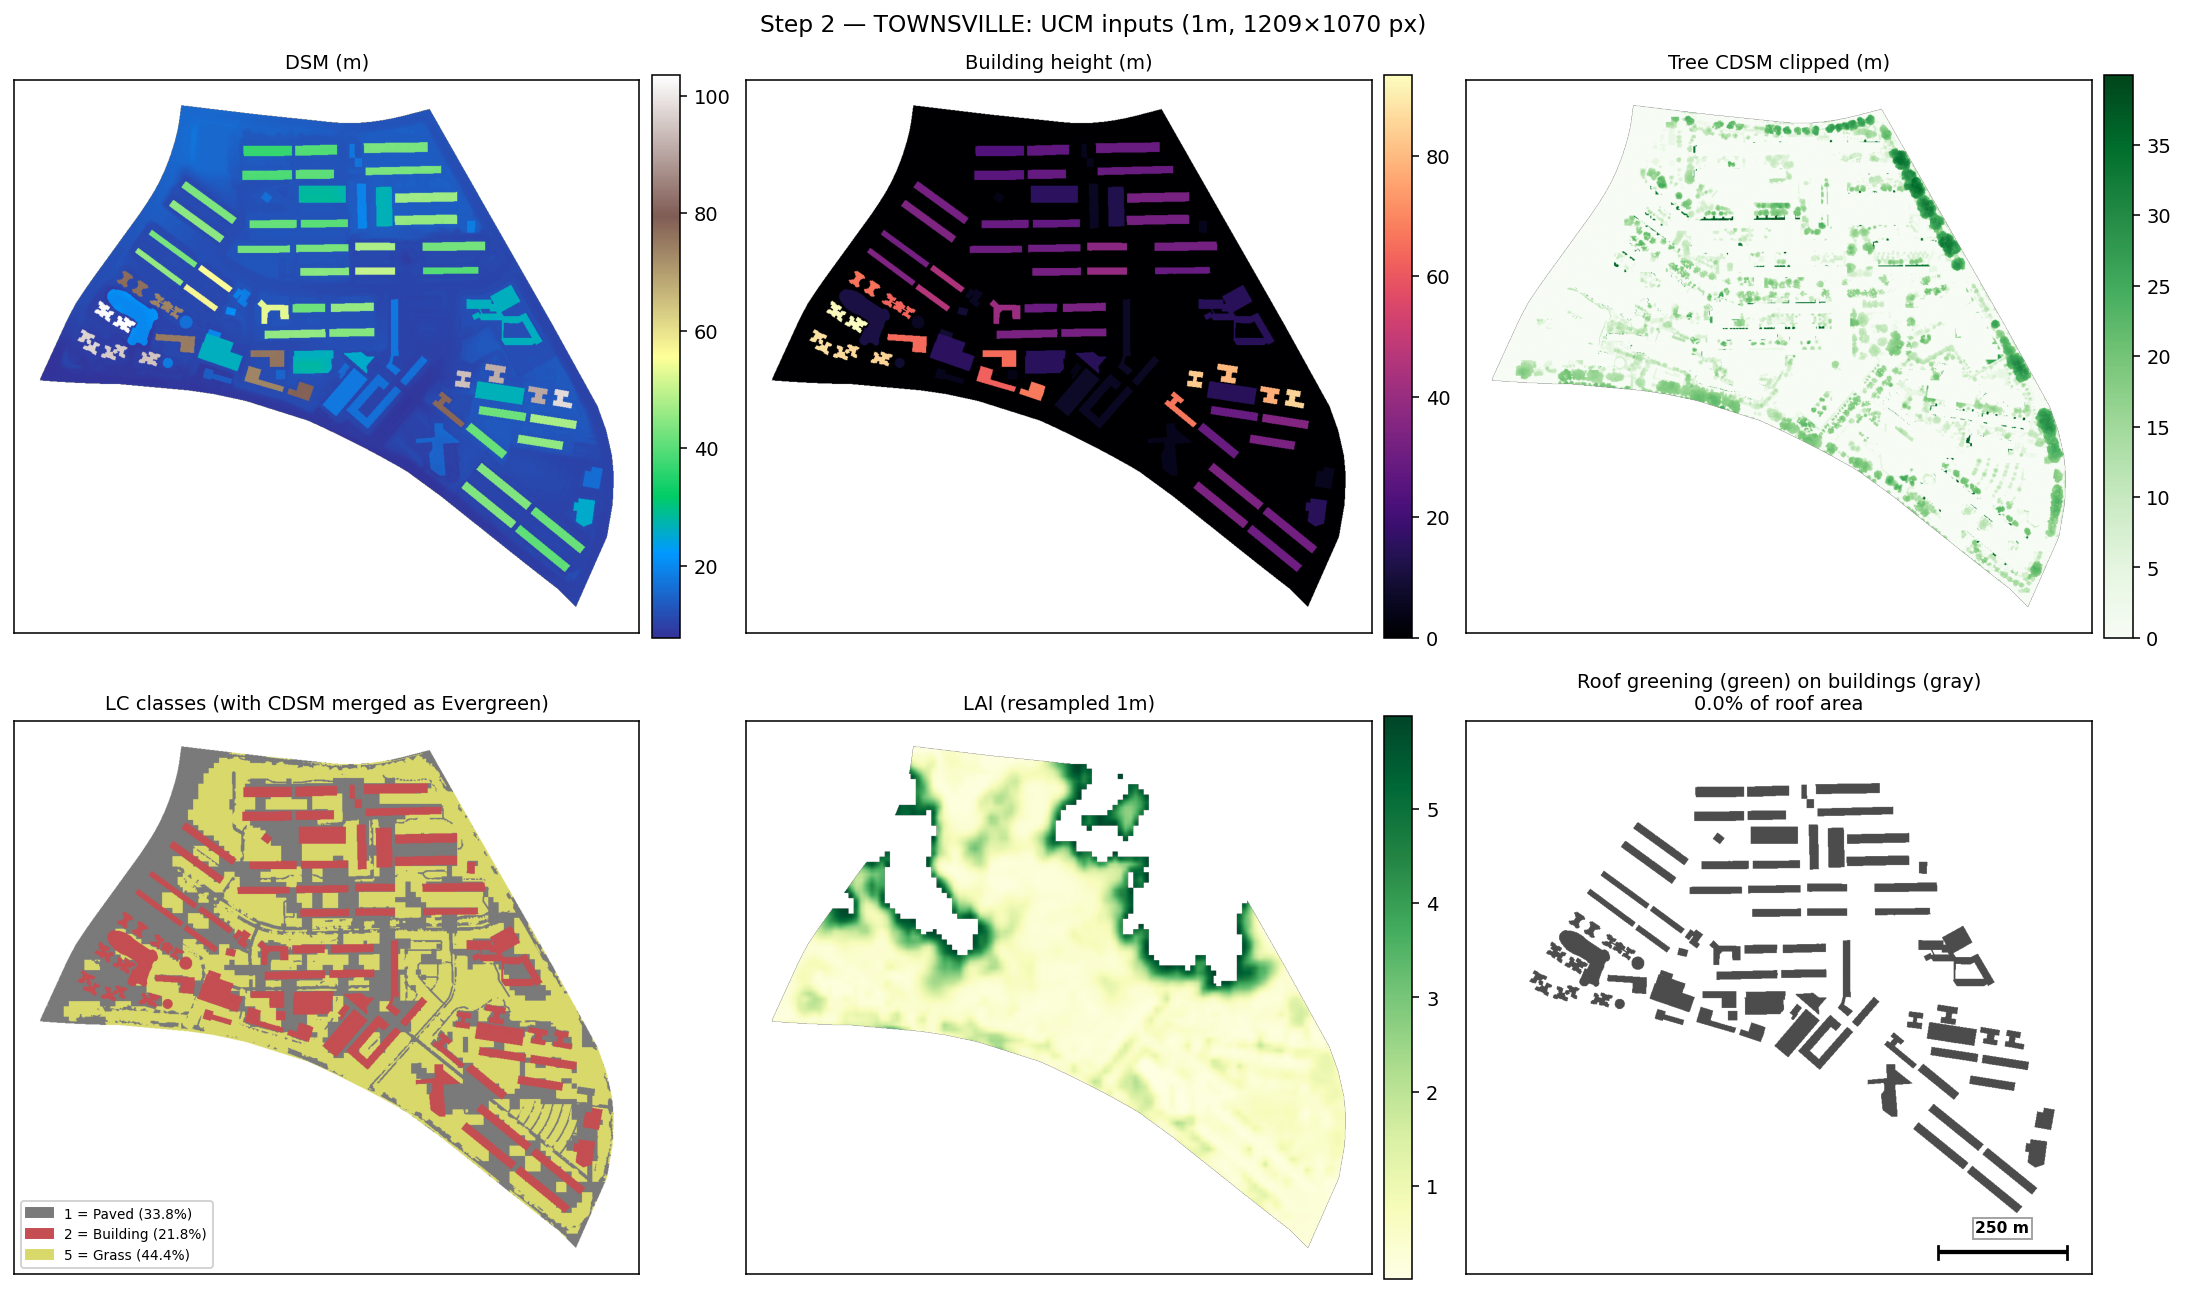 Step 2 — TOWNSVILLE: UCM inputs (1m, 1209×1070 px)
DSM (m)
100
80
60
40
20
Building height (m)
80
60
40
20
0
Tree CDSM clipped (m)
35
30
25
20
15
10
5
0
LC classes (with CDSM merged as Evergreen)
1 = Paved (33.8%)
2 = Building (21.8%)
5 = Grass (44.4%)
LAI (resampled 1m)
5
4
3
2
1
Roof greening (green) on buildings (gray)
0.0% of roof area
250 m